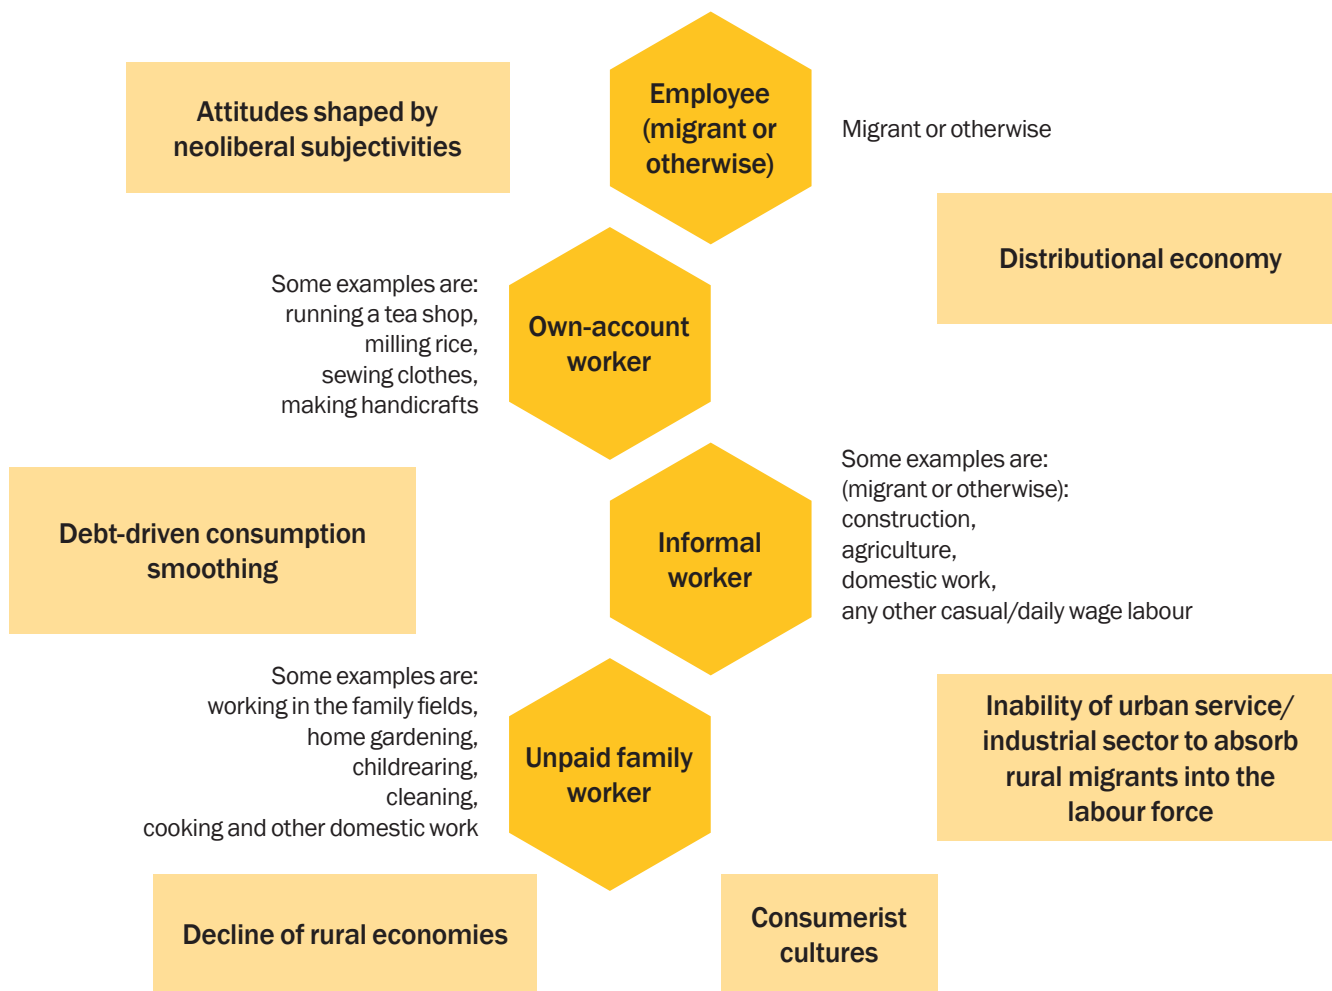 Attitudes shaped by
neoliberal subjectivities
Employee
(migrant or
otherwise)
Migrant or otherwise
Distributional economy
Some examples are:
running a tea shop,
milling rice,
sewing clothes,
making handicrafts
Own-account
worker
Debt-driven consumption
smoothing
Informal
worker
Some examples are:
(migrant or otherwise):
construction,
agriculture,
domestic work,
any other casual/daily wage labour
Some examples are:
working in the family fields,
home gardening,
childrearing,
cleaning,
cooking and other domestic work
Unpaid family
worker
Inability of urban service/
industrial sector to absorb
rural migrants into the
labour force
Decline of rural economies
Consumerist
cultures